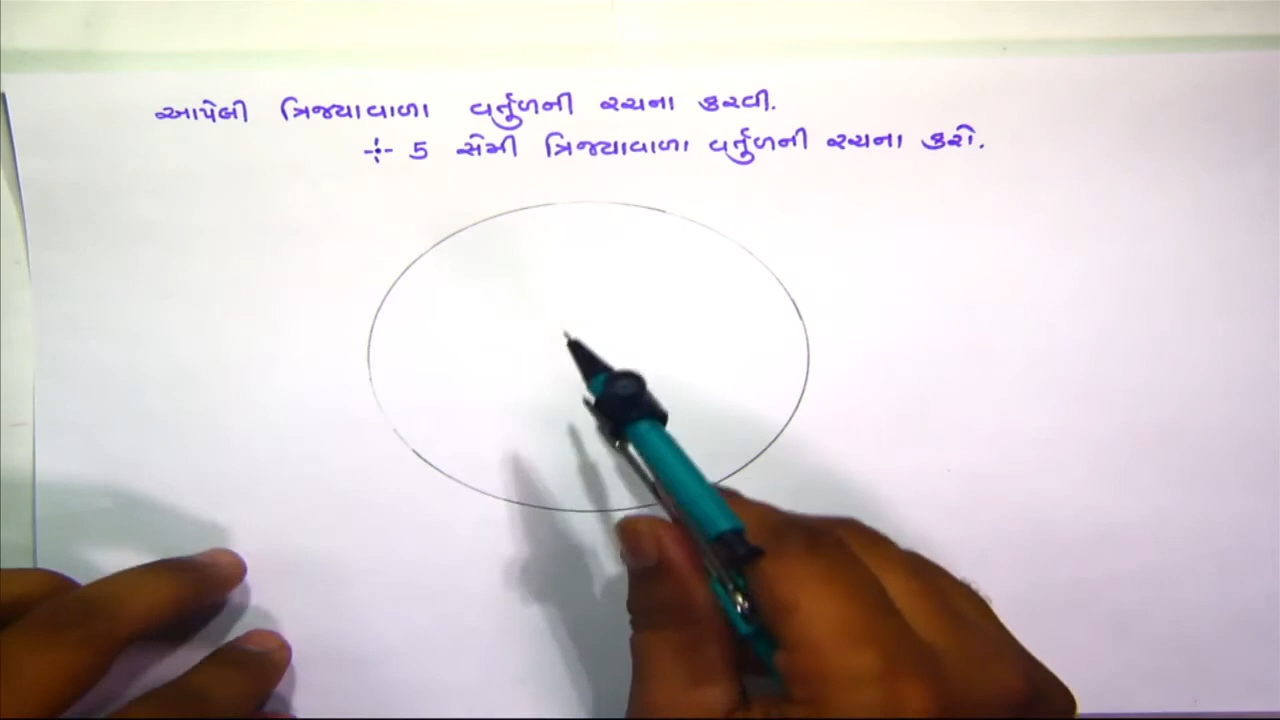 આપેલી ત્રિજ્યાવાળા વર્તુળની રચના કરવી.
-:- 5 સેમી ત્રિજ્યાવાળા વર્તુળની રચના કરો.